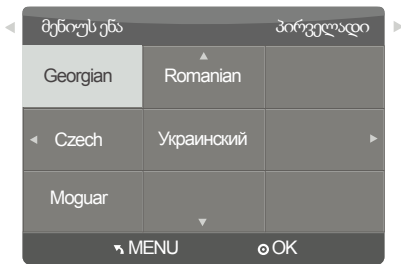 მენიუს ენა პირველადი
Georgian Romanian
Czech Украинский
Moguar
MENU OK